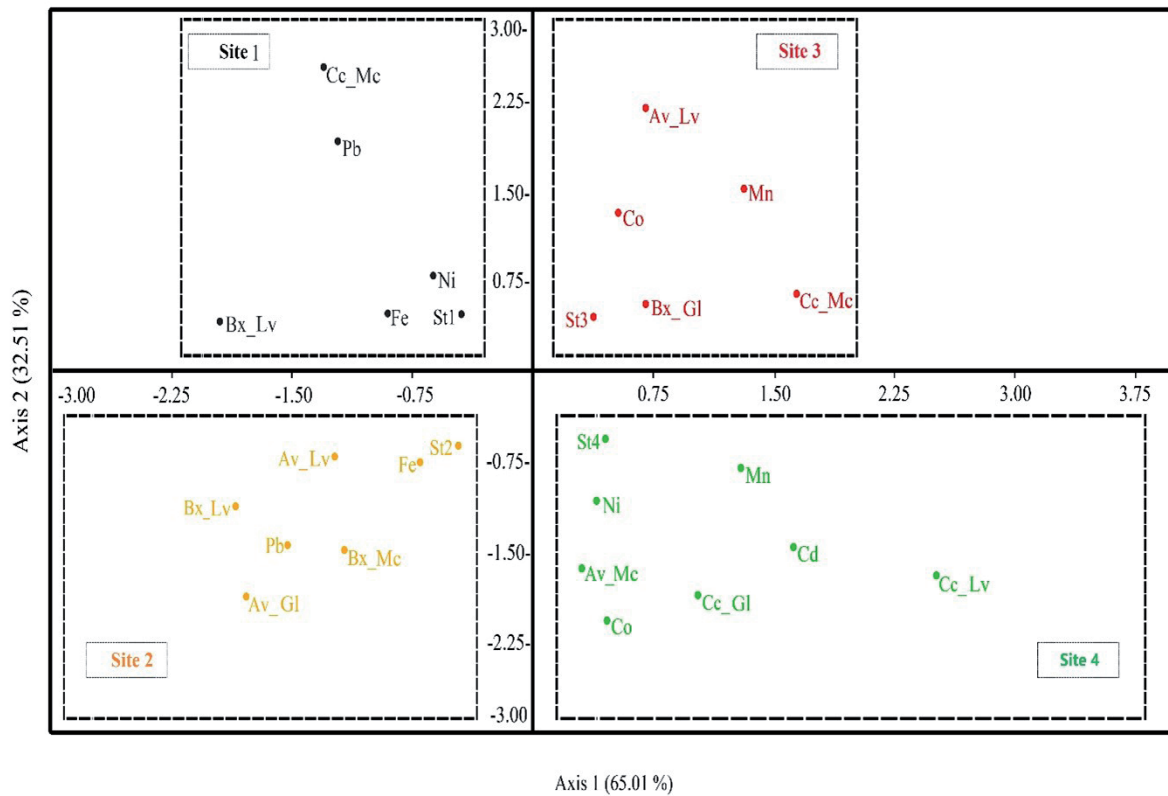 3.00-
Site 1
Site 3
Cc_Mc
2.25-
Av_Lv
Pb
Mn
1.50-
Co
Ni
0.75-
Cc_Mc
Bx_Gl
Bx_Lv
Fe
St1
St3
Axis 2 (32.51 %)
-3.00
-2.25
-1.50
-0.75
0.75
1.50
2.25
3.00
3.75
St2
St4
Av_Lv
Fe
-0.75-
Mn
Bx_Lv
Ni
Pb
Bx_Mc
-1.50-
Cd
Av_Mc
Cc_Lv
Av_Gl
Cc_Gl
Co
-2.25-
Site 2
Site 4
-3.00
Axis 1 (65.01 %)